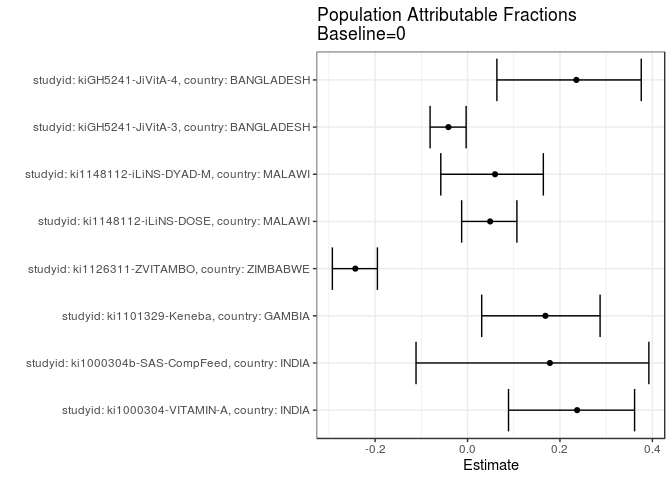 Population Attributable Fractions
Baseline=0
studyid: kiGH5241-JiVitA-4, country: BANGLADESH
studyid: kiGH5241-JiVitA-3, country: BANGLADESH
studyid: ki1148112-iLiNS-DYAD-M, country: MALAWI
studyid: ki1148112-iLiNS-DOSE, country: MALAWI
studyid: ki1126311-ZVITAMBO, country: ZIMBABWE
studyid: ki1101329-Keneba, country: GAMBIA
studyid: ki1000304b-SAS-CompFeed, country: INDIA
studyid: ki1000304-VITAMIN-A, country: INDIA
-0.2 0.0 0.2 0.4
Estimate